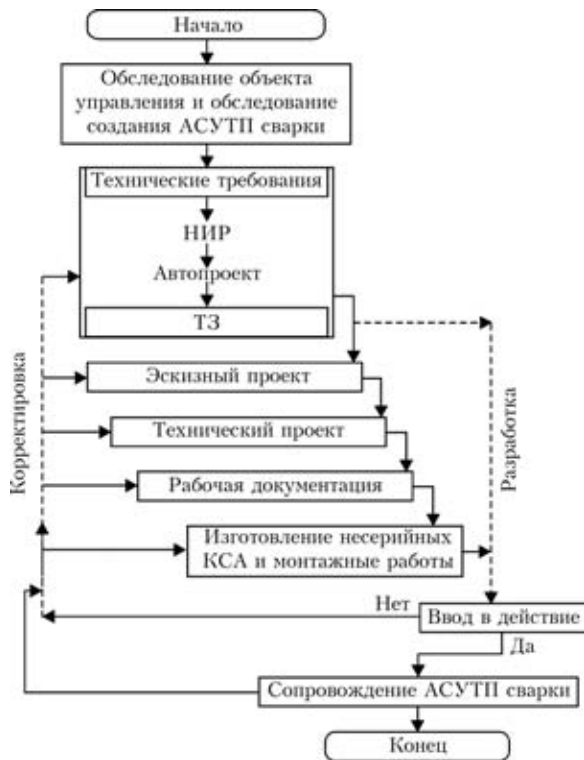 Начало
Обследование объекта
управления и обследование
создания АСУТП сварки
Технические требования
НИР
Автопроект
ТЗ
Эскизный проект
Технический проект
Рабочая документация
Изготовление несерийных
КСА и монтажные работы
Корректировка
Разработка
Нет
Ввод в действие
Да
Сопровождение АСУТП сварки
Конец